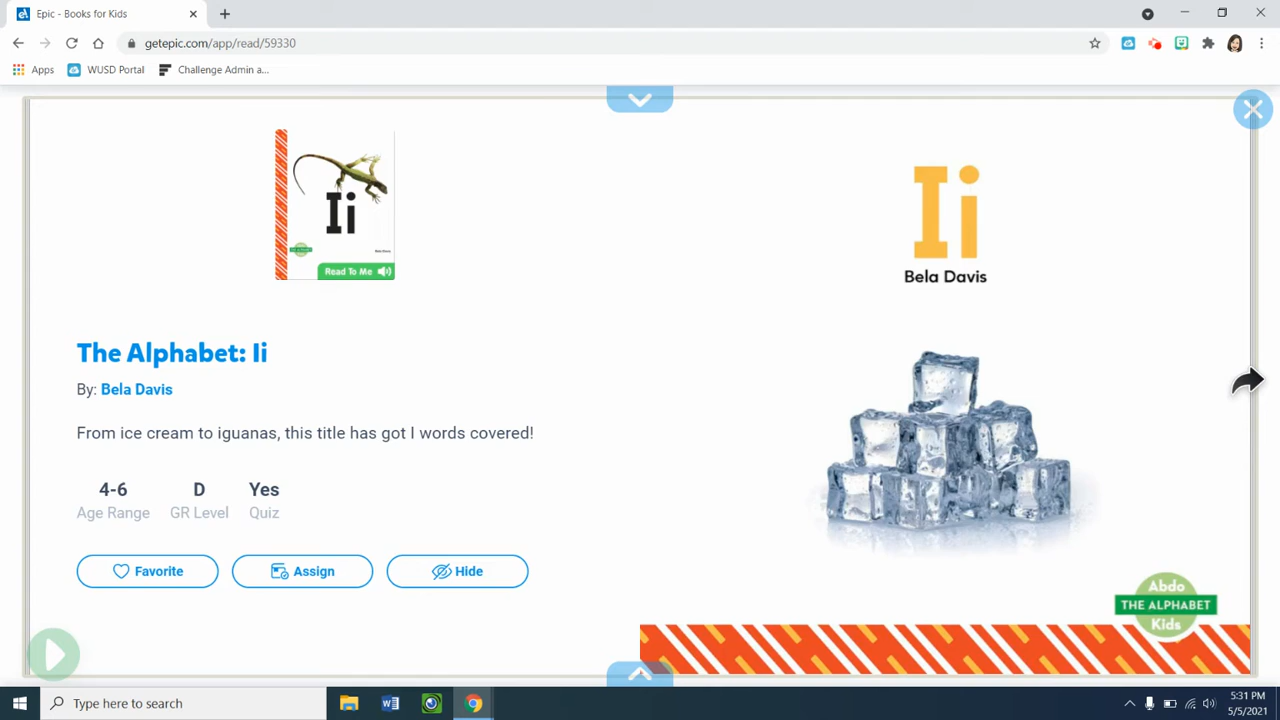 Epic - Books for Kids
getepic.com/app/read/59330
Apps WUSD Portal Challenge Admin a...
Ii
Read To Me
The Alphabet: Ii
By: Bela Davis
From ice cream to iguanas, this title has got I words covered!
4-6 D Yes
Age Range GR Level Quiz
Favorite Assign Hide
Ii
Bela Davis
Abdo
THE ALPHABET
Kids
Type here to search
5:31 PM
5/5/2021